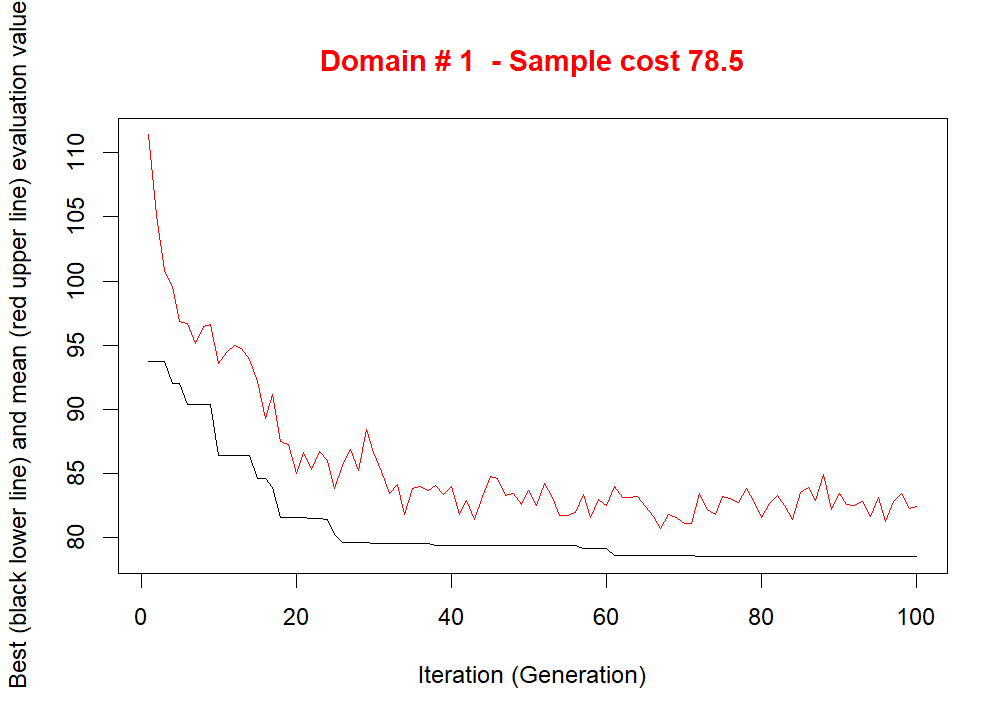 Domain # 1  - Sample cost 78.5
Best (black lower line) and mean (red upper line) evaluation value
110
105
100
95
90
85
80
0 20 40 60 80 100
Iteration (Generation)